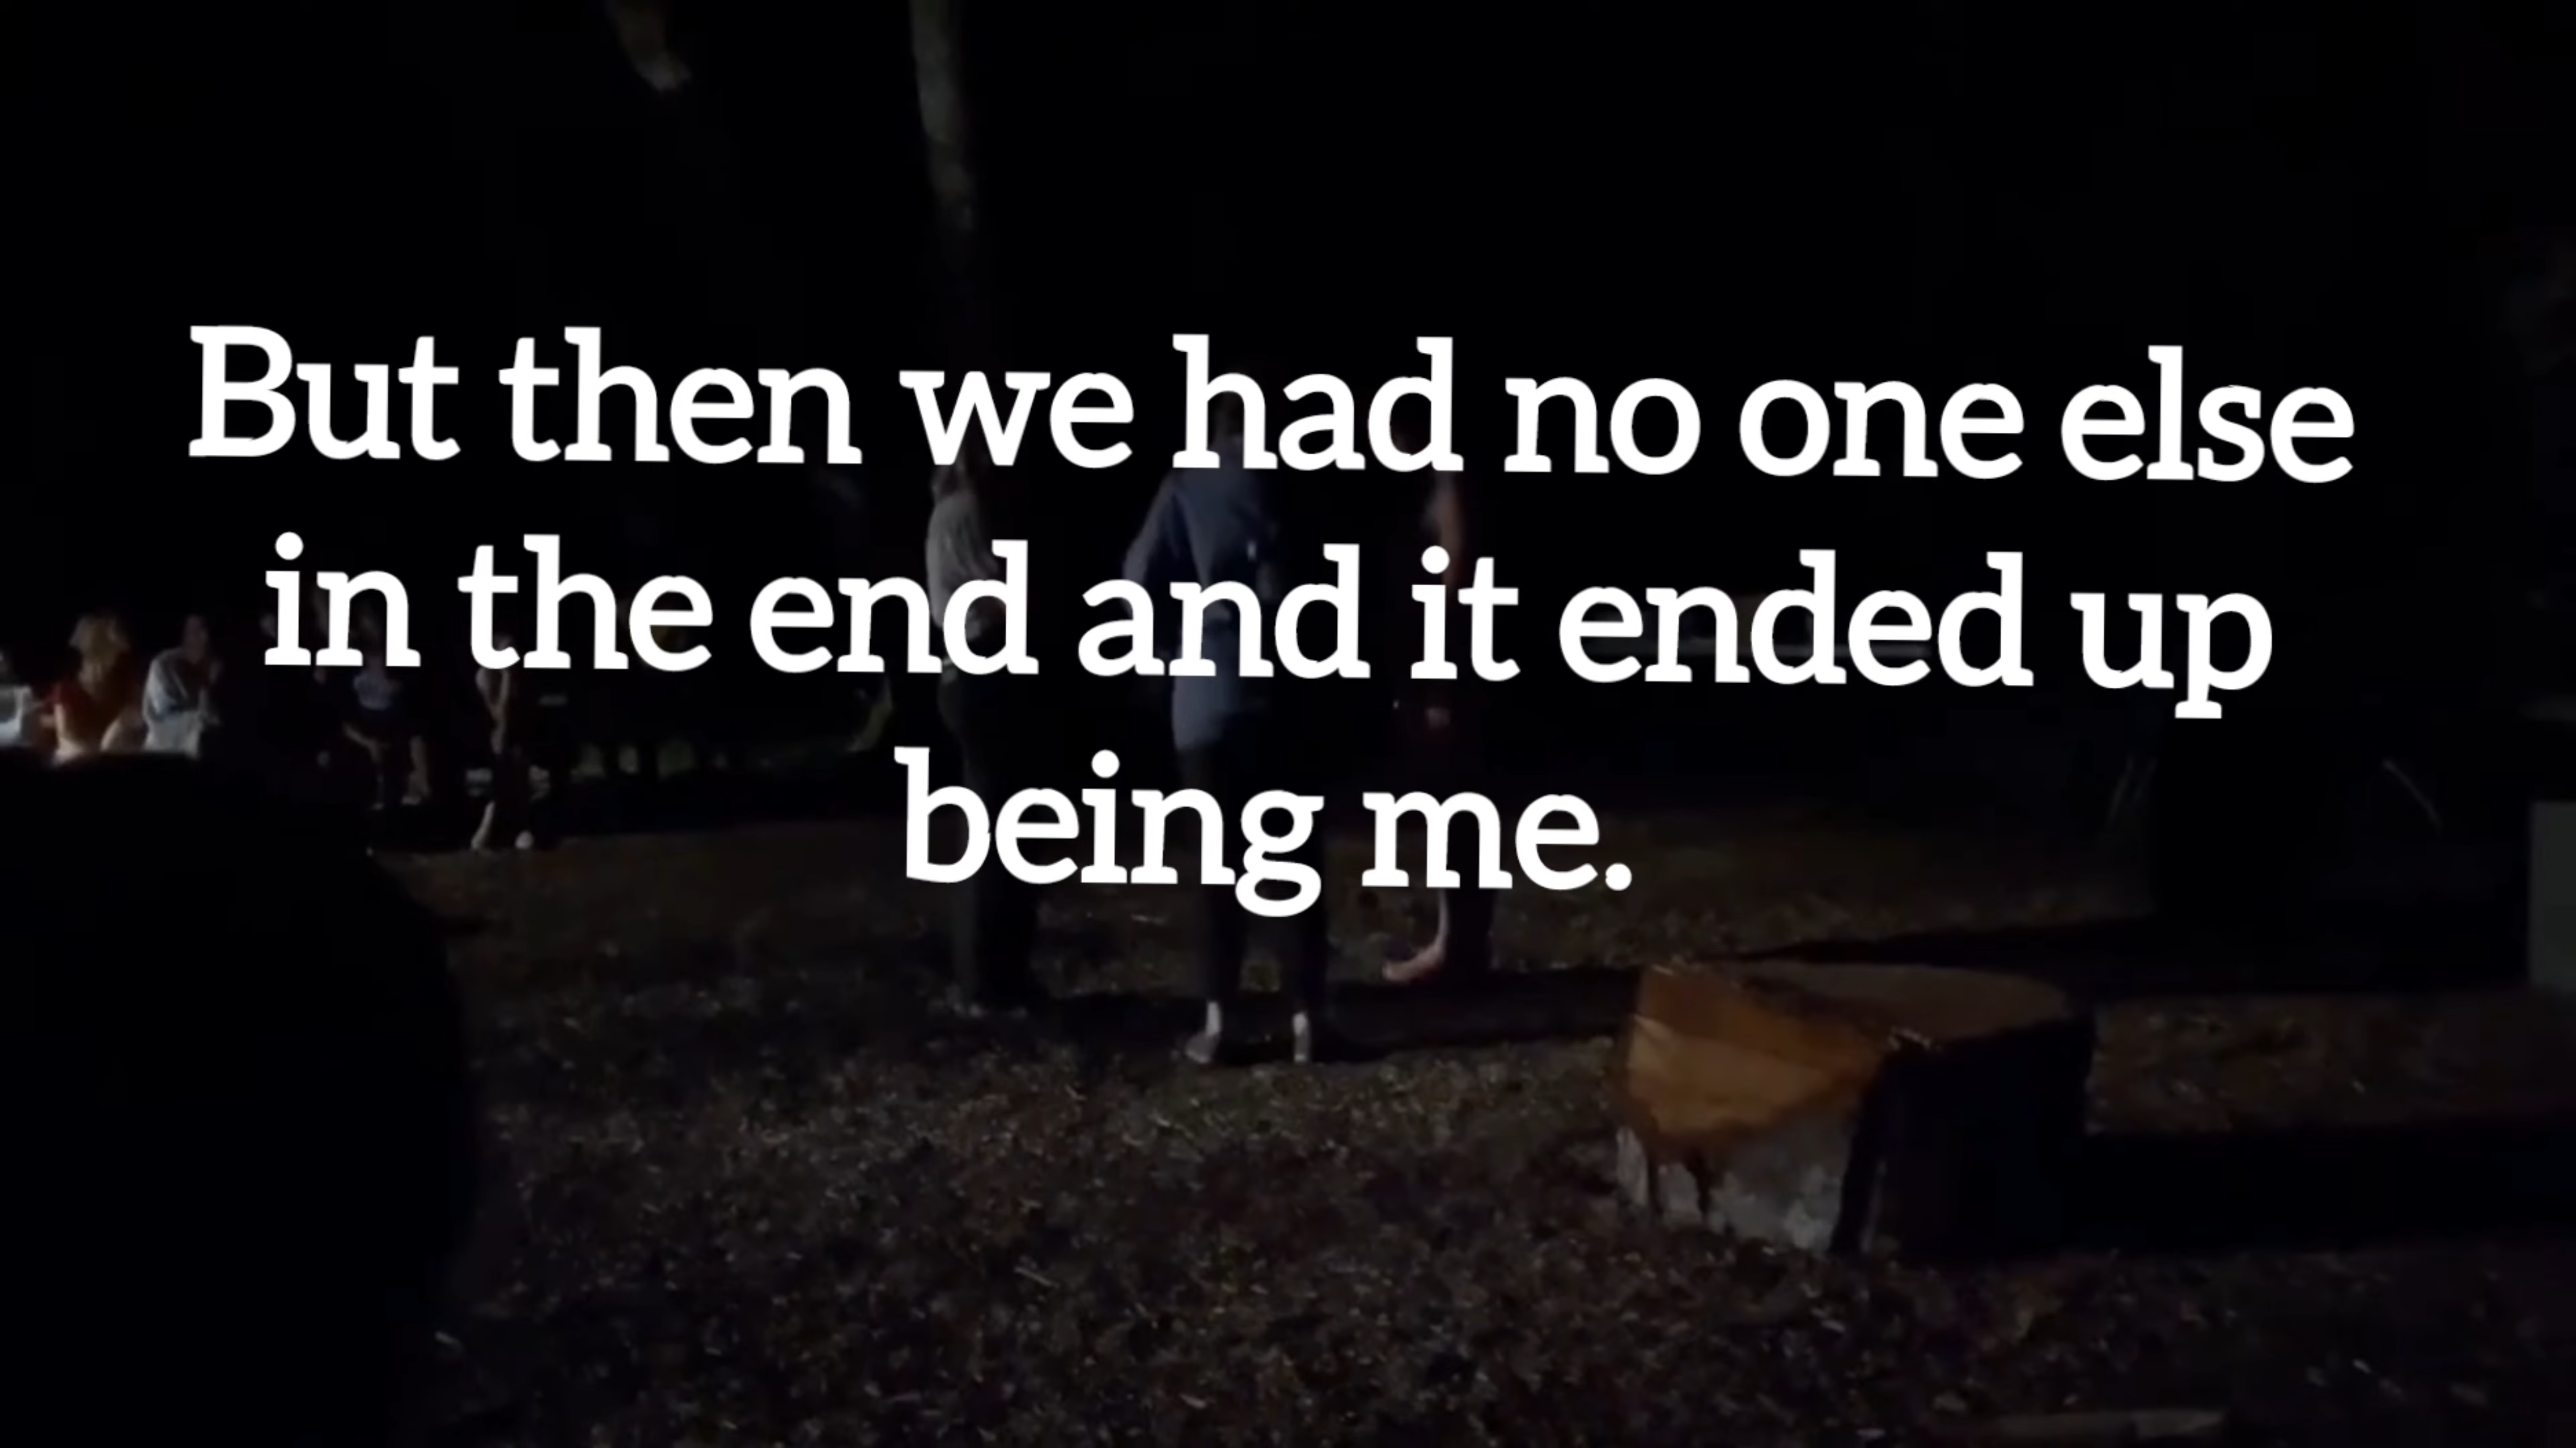 But then we had no one else
in the end and it ended up
being me.